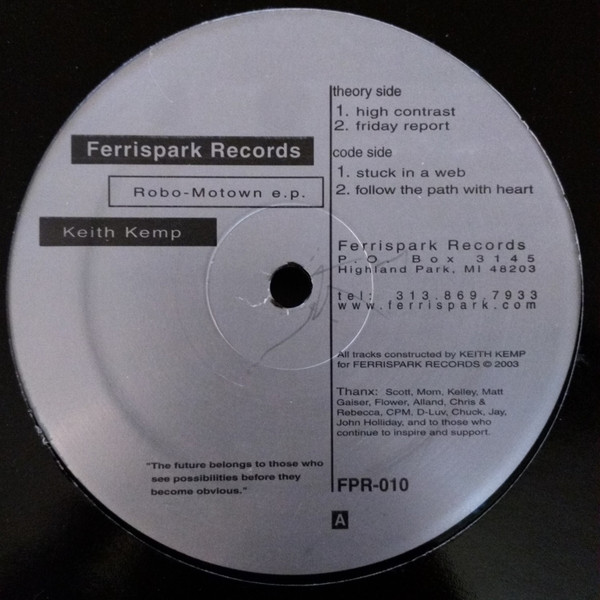 Ferrispark Records
Robo-Motown e.p.
Keith Kemp
"The future belongs to those who
see possibilities before they
become obvious."
theory side
1. high contrast
2. friday report
code side
1. stuck in a web
2. follow the path with heart
Ferrispark Records
P.O. Box 3145
Highland Park, MI 48203
tel: 313.869.7933
www.ferrispark.com
All tracks constructed by KEITH KEMP
for FERRISPARK RECORDS © 2003
Thanx: Scott, Mom, Kelley, Matt
Gaiser, Flower, Alland, Chris &
Rebecca, CPM, D-Luv, Chuck, Jay,
John Holliday, and to those who
continue to inspire and support.
FPR-010
A